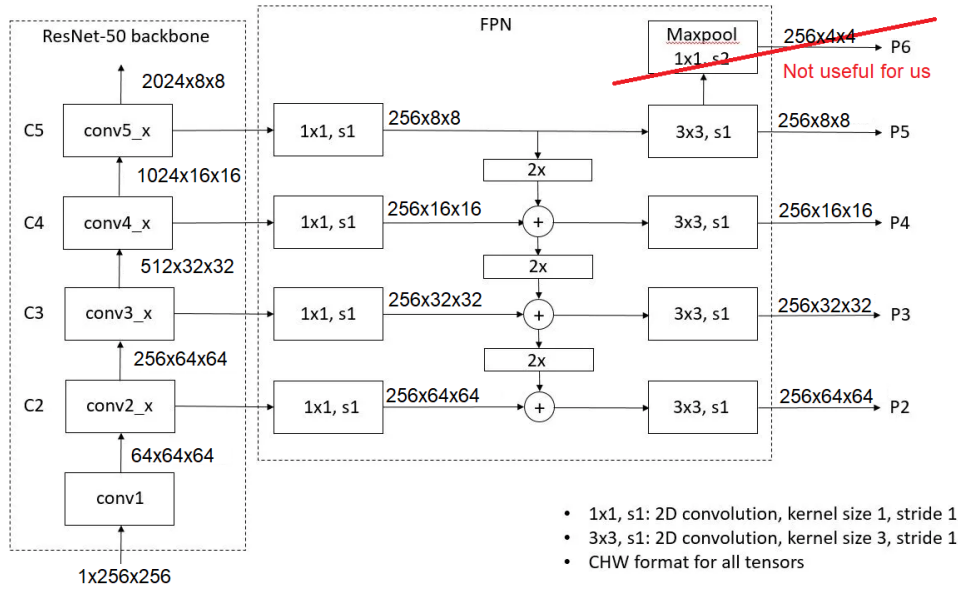 ResNet-50 backbone
FPN
2024x8x8
C5
conv5_x
1024x16x16
C4
conv4_x
512x32x32
C3
conv3_x
256x64x64
C2
conv2_x
64x64x64
conv1
1x256x256
Maxpool
1x1, s2
256x4x4
P6
Not useful for us
1x1, s1
256x8x8
3x3, s1
256x8x8
P5
2x
1x1, s1
256x16x16
+
3x3, s1
256x16x16
P4
2x
1x1, s1
256x32x32
+
3x3, s1
256x32x32
P3
2x
1x1, s1
256x64x64
+
3x3, s1
256x64x64
P2
• 1x1, s1: 2D convolution, kernel size 1, stride 1
• 3x3, s1: 2D convolution, kernel size 3, stride 1
• CHW format for all tensors